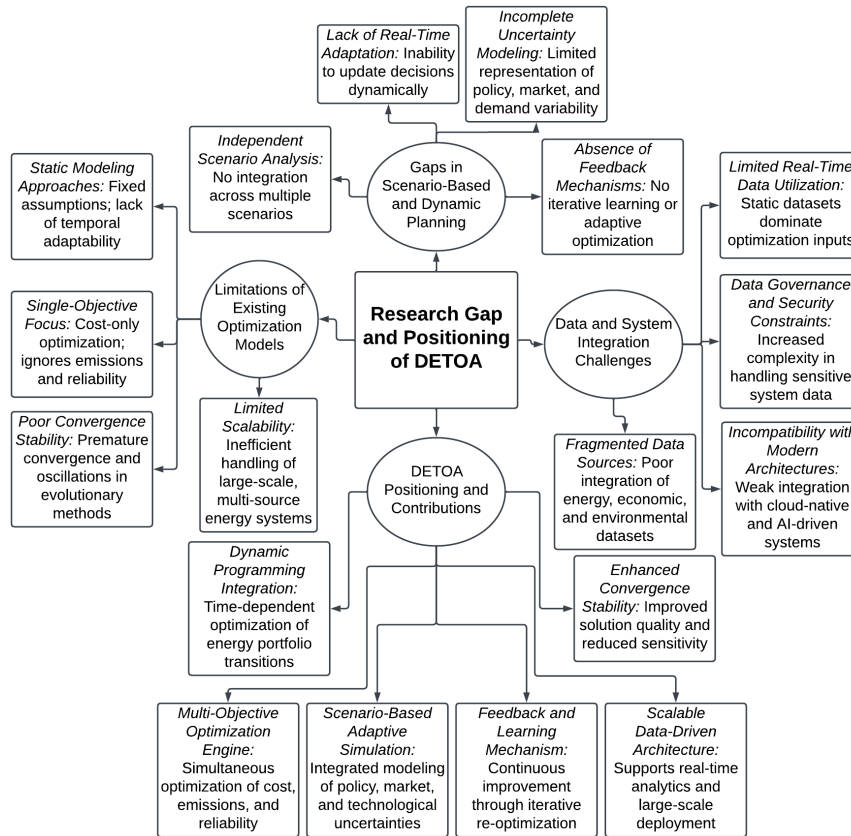 Lack of Real-Time
Adaptation: Inability
to update decisions
dynamically
Incomplete
Uncertainty
Modeling: Limited
representation of
policy, market, and
demand variability
Independent
Scenario Analysis:
No integration
across multiple
scenarios
Gaps in
Scenario-Based
and Dynamic
Planning
Absence of
Feedback
Mechanisms: No
iterative learning or
adaptive
optimization
Static Modeling
Approaches: Fixed
assumptions; lack
of temporal
adaptability
Limited Real-Time
Data Utilization:
Static datasets
dominate
optimization inputs
Limitations of
Existing
Optimization
Models
Research Gap
and Positioning
of DETOA
Data and System
Integration
Challenges
Single-Objective
Focus: Cost-only
optimization;
ignores emissions
and reliability
Data Governance
and Security
Constraints:
Increased
complexity in
handling sensitive
system data
Poor Convergence
Stability: Premature
convergence and
oscillations in
evolutionary
methods
Limited
Scalability:
Inefficient
handling of
large-scale,
multi-source
energy systems
DETOA
Positioning and
Contributions
Fragmented Data
Sources: Poor
integration of
energy, economic,
and environmental
datasets
Incompatibility with
Modern
Architectures:
Weak integration
with cloud-native
and AI-driven
systems
Dynamic
Programming
Integration:
Time-dependent
optimization of
energy portfolio
transitions
Enhanced
Convergence
Stability: Improved
solution quality and
reduced sensitivity
Multi-Objective
Optimization
Engine:
Simultaneous
optimization of cost,
emissions, and
reliability
Scenario-Based
Adaptive
Simulation:
Integrated modeling
of policy, market,
and technological
uncertainties
Feedback and
Learning
Mechanism:
Continuous
improvement
through iterative
re-optimization
Scalable
Data-Driven
Architecture:
Supports real-time
analytics and
large-scale
deployment